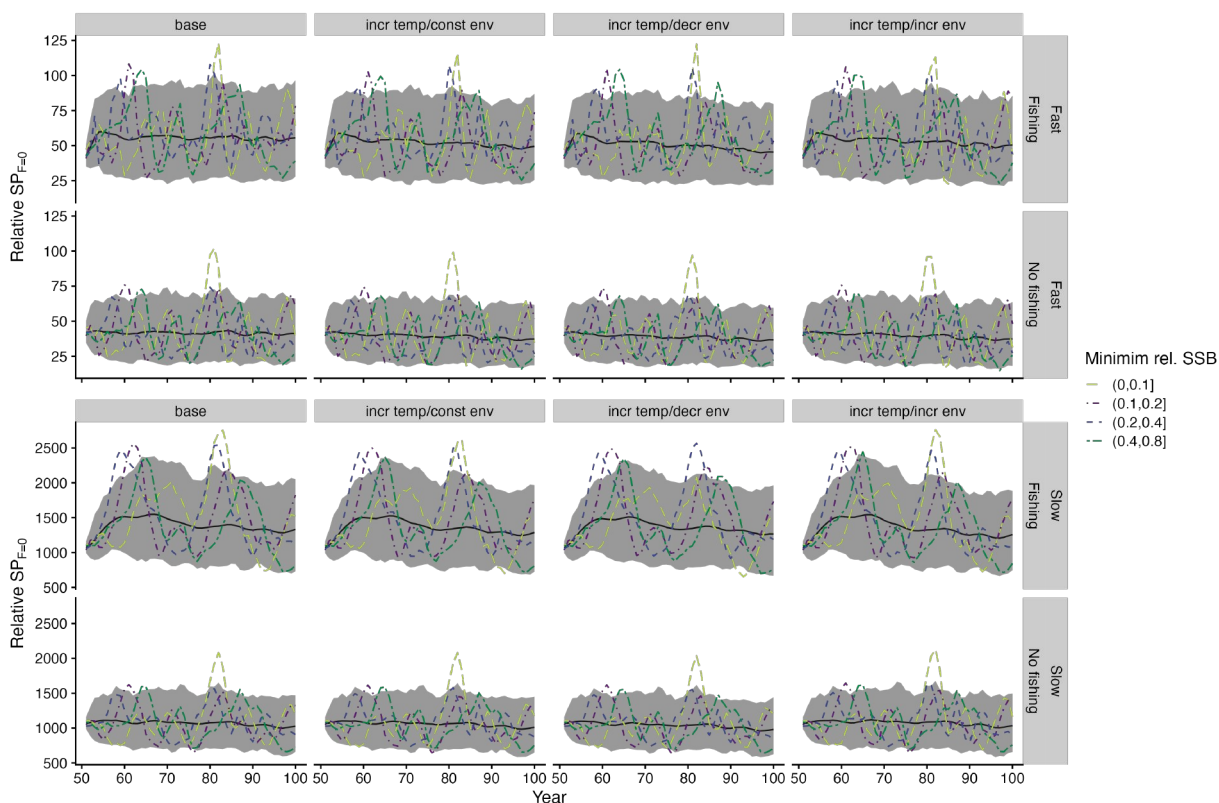 base incr temp/const env incr temp/decr env incr temp/incr env
125
100
75
50
25
Fast
Fishing
Relative SP_F=0
125
100
75
50
25
Fast
No fishing
base incr temp/const env incr temp/decr env incr temp/incr env
2500
2000
1500
1000
500
Slow
Fishing
Relative SP_F=0
2500
2000
1500
1000
500
Slow
No fishing
50 60 70 80 90 100 50 60 70 80 90 100 50 60 70 80 90 100 50 60 70 80 90 100
Year
Minimim rel. SSB
(0,0.1]
(0.1,0.2]
(0.2,0.4]
(0.4,0.8]